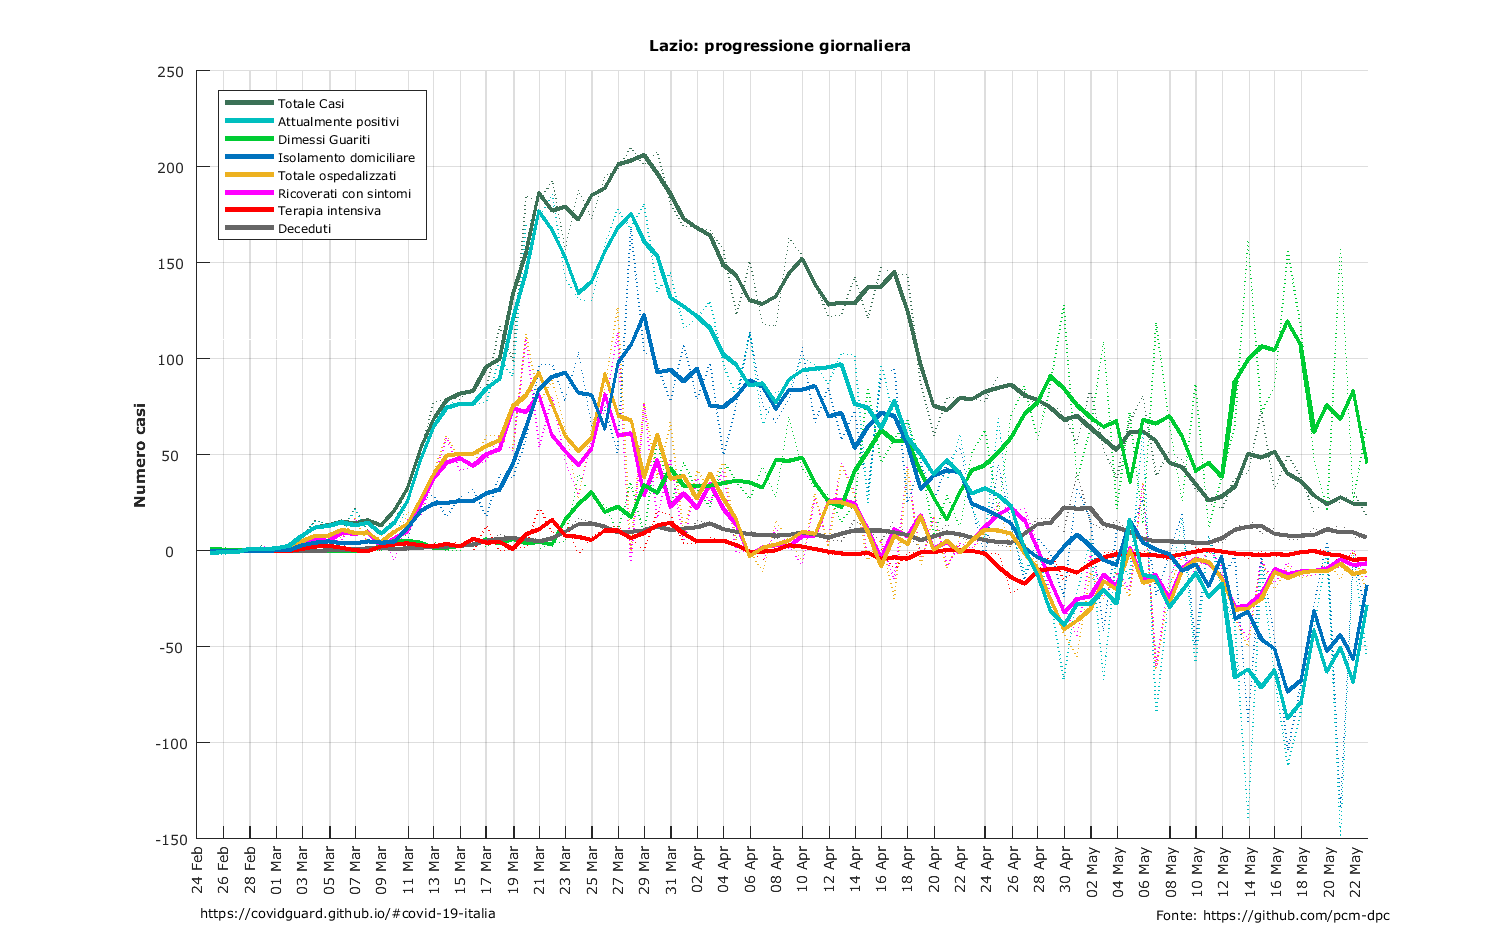 Lazio: progressione giornaliera
250
200
150
100
50
0
-50
-100
-150
Numero casi
Totale Casi
Attualmente positivi
Dimessi Guariti
Isolamento domiciliare
Totale ospedalizzati
Ricoverati con sintomi
Terapia intensiva
Deceduti
24 Feb
26 Feb
28 Feb
01 Mar
03 Mar
05 Mar
07 Mar
09 Mar
11 Mar
13 Mar
15 Mar
17 Mar
19 Mar
21 Mar
23 Mar
25 Mar
27 Mar
29 Mar
31 Mar
02 Apr
04 Apr
06 Apr
08 Apr
10 Apr
12 Apr
14 Apr
16 Apr
18 Apr
20 Apr
22 Apr
24 Apr
26 Apr
28 Apr
30 Apr
02 May
04 May
06 May
08 May
10 May
12 May
14 May
16 May
18 May
20 May
22 May
https://covidguard.github.io/#covid-19-italia
Fonte: https://github.com/pcm-dpc